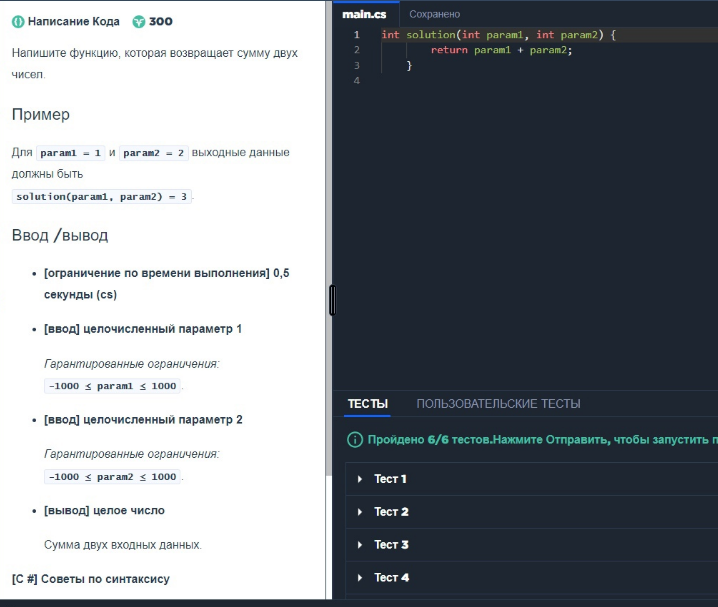 Написание Кода 300
Напишите функцию, которая возвращает сумму двух
чисел.
Пример
Для param1 = 1 и param2 = 2 выходные данные
должны быть
solution(param1, param2) = 3.
Ввод /вывод
• [ограничение по времени выполнения] 0,5
секунды (cs)
• [ввод] целочисленный параметр 1
Гарантированные ограничения:
-1000 ≤ param1 ≤ 1000.
• [ввод] целочисленный параметр 2
Гарантированные ограничения:
-1000 ≤ param2 ≤ 1000.
• [вывод] целое число
Сумма двух входных данных.
[C #] Советы по синтаксису
main.cs Сохранено
1 int solution(int param1, int param2) {
2 return param1 + param2;
3 }
4
ТЕСТЫ ПОЛЬЗОВАТЕЛЬСКИЕ ТЕСТЫ
Пройдено 6/6 тестов.Нажмите Отправить, чтобы запустить
Тест 1
Тест 2
Тест 3
Тест 4